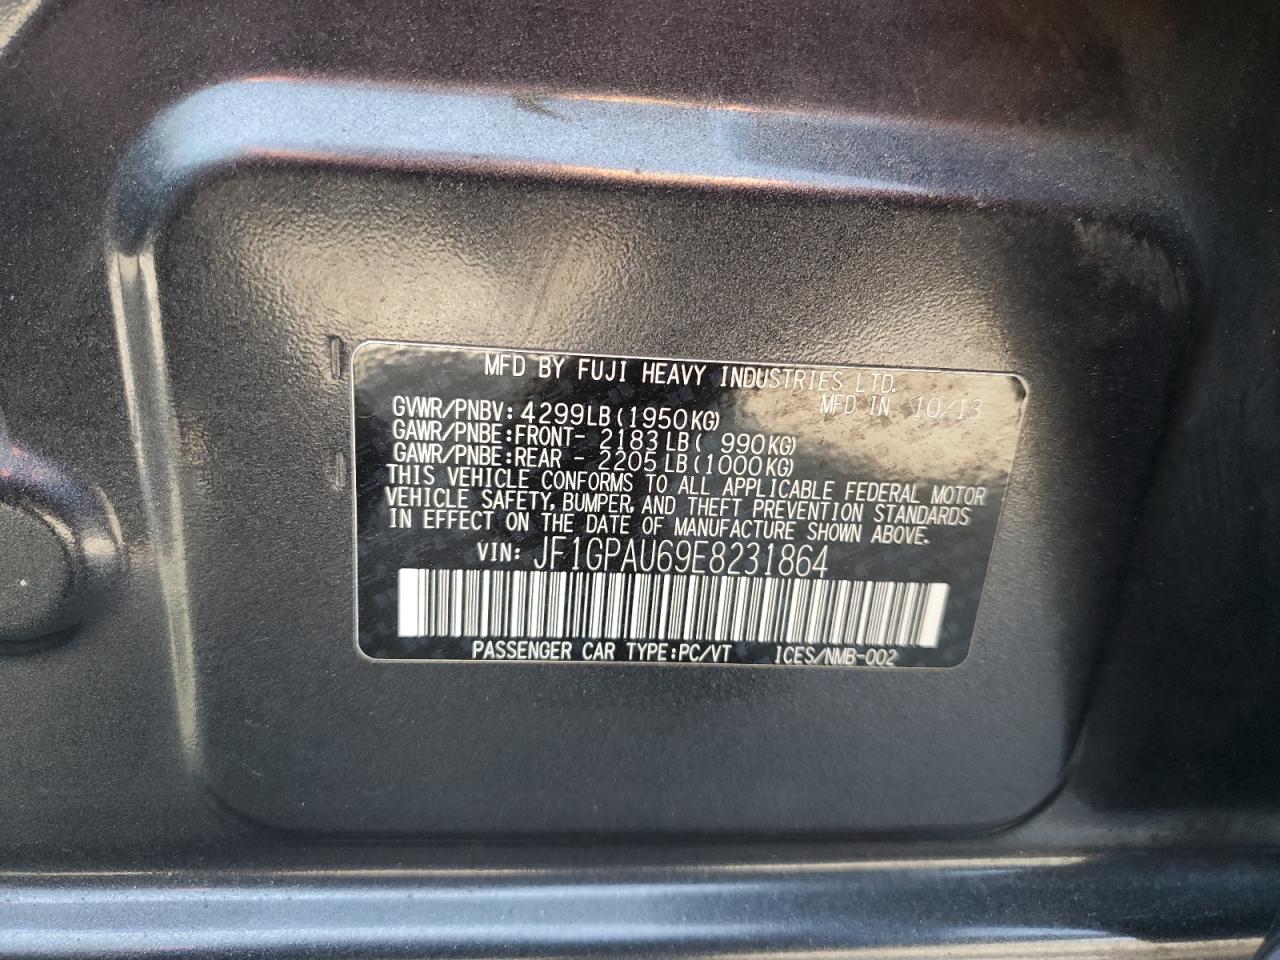 MFD BY FUJI HEAVY INDUSTRIES LTD.
MFD IN 10/13
GVWR/PNBV: 4299LB (1950KG)
GAWR/PNBE:FRONT- 2183 LB ( 990KG)
GAWR/PNBE:REAR - 2205 LB (1000KG)
THIS VEHICLE CONFORMS TO ALL APPLICABLE FEDERAL MOTOR
VEHICLE SAFETY, BUMPER, AND THEFT PREVENTION STANDARDS
IN EFFECT ON THE DATE OF MANUFACTURE SHOWN ABOVE.
VIN: JF1GPAU69E8231864
PASSENGER CAR TYPE:PC/VT ICES/NMB-002